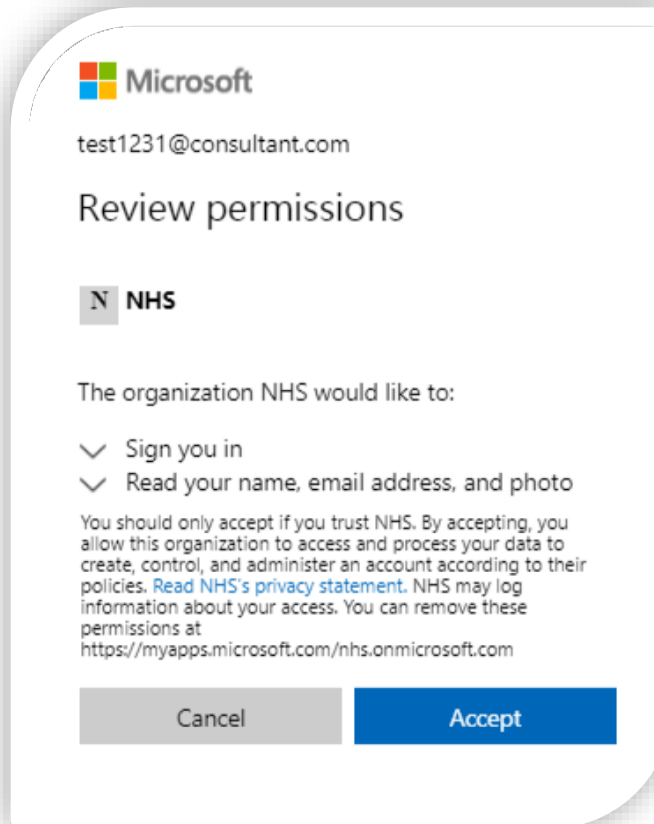 Microsoft
test1231@consultant.com
Review permissions
N NHS
The organization NHS would like to:
Sign you in
Read your name, email address, and photo
You should only accept if you trust NHS. By accepting, you
allow this organization to access and process your data to
create, control, and administer an account according to their
policies. Read NHS's privacy statement. NHS may log
information about your access. You can remove these
permissions at
https://myapps.microsoft.com/nhs.onmicrosoft.com
Cancel Accept